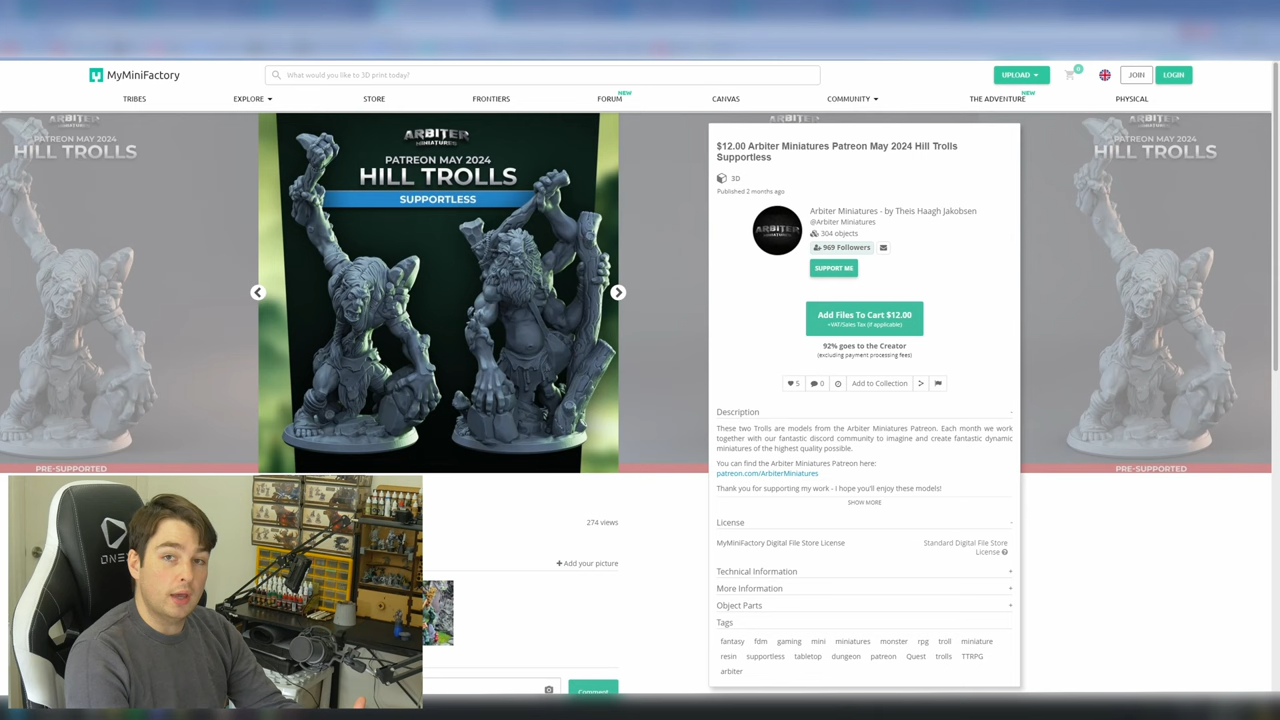 MyMiniFactory
What would you like to 3D print today?
UPLOAD
0
JOIN
LOGIN
TRIBES
EXPLORE
STORE
FRONTIERS
FORUM
NEW
CANVAS
COMMUNITY
THE ADVENTURE
NEW
PHYSICAL
ARBITER
PATREON MAY 2024
HILL TROLLS
ARBITER
MINIATURES
PATREON MAY 2024
HILL TROLLS
SUPPORTLESS
ARBITER
ARBITER
PATREON MAY 2024
HILL TROLLS
PRE-SUPPORTED
PRE-SUPPORTED
$12.00 Arbiter Miniatures Patreon May 2024 Hill Trolls
Supportless
3D
Published 2 months ago
ARBITER
Arbiter Miniatures - by Theis Haagh Jakobsen
@Arbiter Miniatures
304 objects
969 Followers
SUPPORT ME
Add Files To Cart $12.00
+VAT/Sales Tax (if applicable)
92% goes to the Creator
(excluding payment processing fees)
5
0
Add to Collection
Description
-
These two Trolls are models from the Arbiter Miniatures Patreon. Each month we work
together with our fantastic discord community to imagine and create fantastic dynamic
miniatures of the highest quality possible.
You can find the Arbiter Miniatures Patreon here:
patreon.com/ArbiterMiniatures
Thank you for supporting my work - i hope you'll enjoy these models!
SHOW MORE
License
-
MyMiniFactory Digital File Store License
Standard Digital File Store
License
Technical Information
+
More Information
+
Object Parts
+
Tags
fantasy fdm gaming mini miniatures monster rpg troll miniature
resin supportless tabletop dungeon patreon Quest trolls TTRPG
arbiter
274 views
+ Add your picture
Comment
ONE